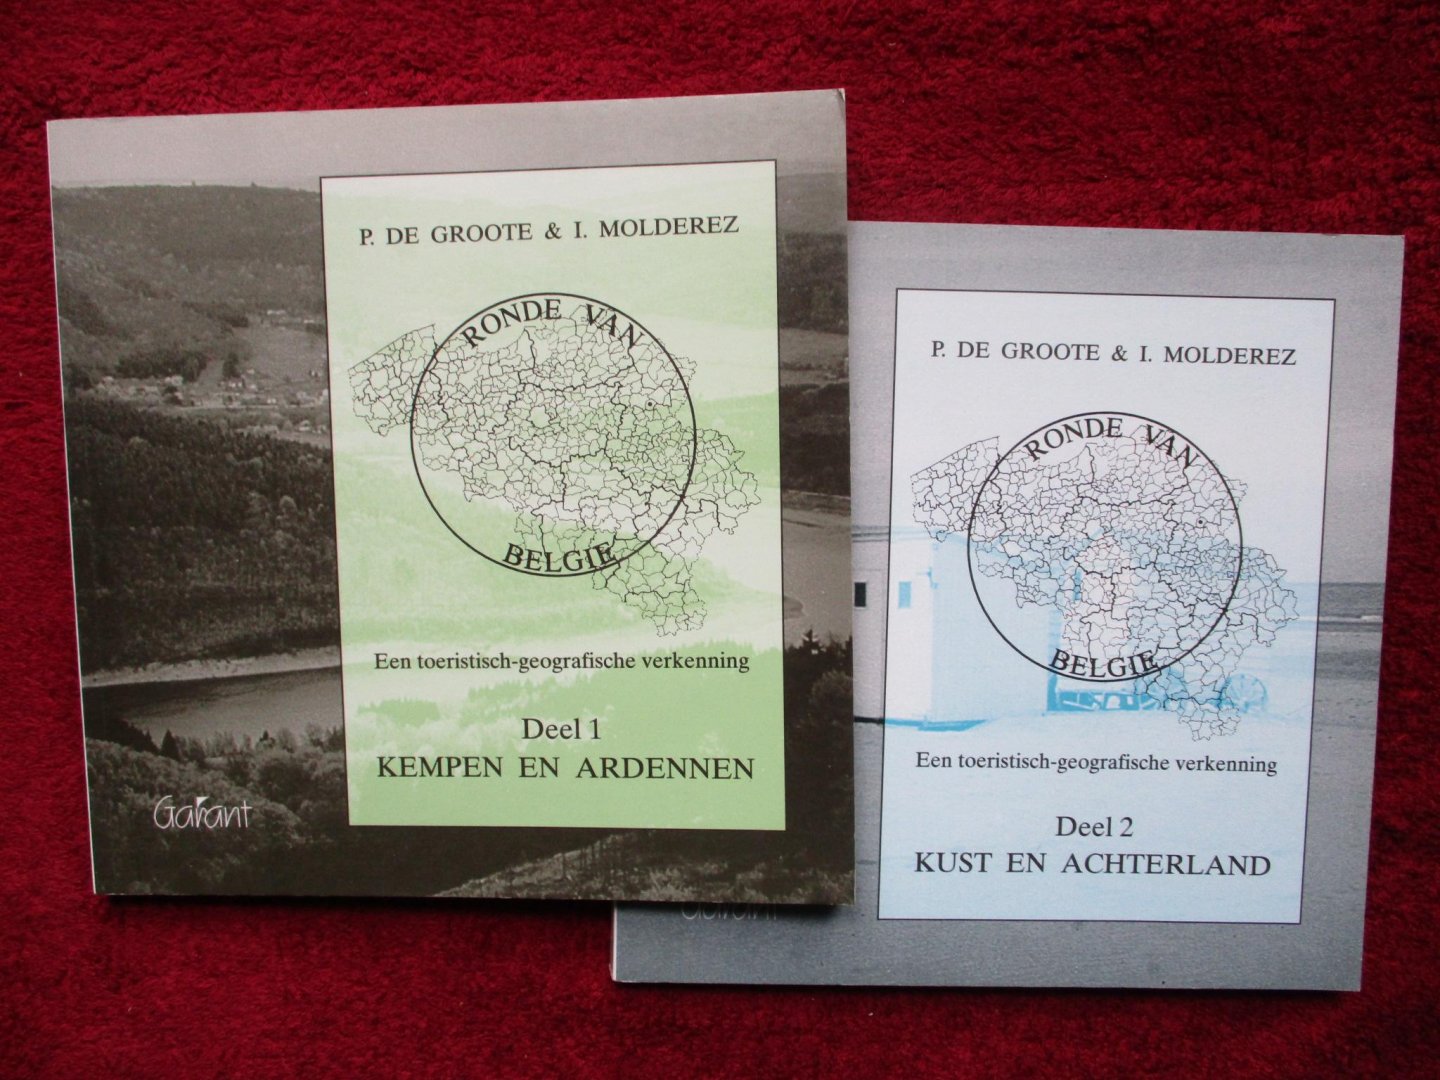 P. DE GROOTE & I. MOLDEREZ
RONDE VAN
BELGIE
Een toeristisch-geografische verkenning
Deel 1
KEMPEN EN ARDENNEN
Garant
P. DE GROOTE & I. MOLDEREZ
RONDE VAN
BELGIE
Een toeristisch-geografische verkenning
Deel 2
KUST EN ACHTERLAND
Garant